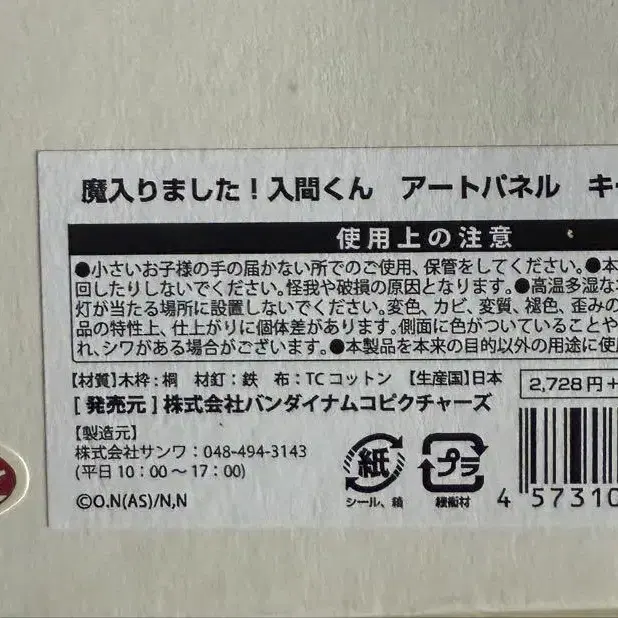 魔入りました！入間くん　アートパネル　キ
使用上の注意
●小さいお子様の手の届かない所でのご使用、保管をしてください。●本
回したりしないでください。怪我や破損の原因となります。●高温多湿な
灯が当たる場所に設置しないでください。変色、カビ、変質、褪色、歪みの
品の特性上、仕上がりに個体差があります。側面に色がついていることや
れ、シワがある場合がございます。●本製品を本来の目的以外の用途に使
【材質】木枠：桐　材釘：鉄　布：TCコットン　【生産国】日本
2,728円＋
[ 発売元 ] 株式会社バンダイナムコピクチャーズ
【製造元】
株式会社サンワ：048-494-3143
(平日10：00～17：00)
紙
シール、箱
プラ
緩衝材
©O.N(AS)/N,N
4 57310